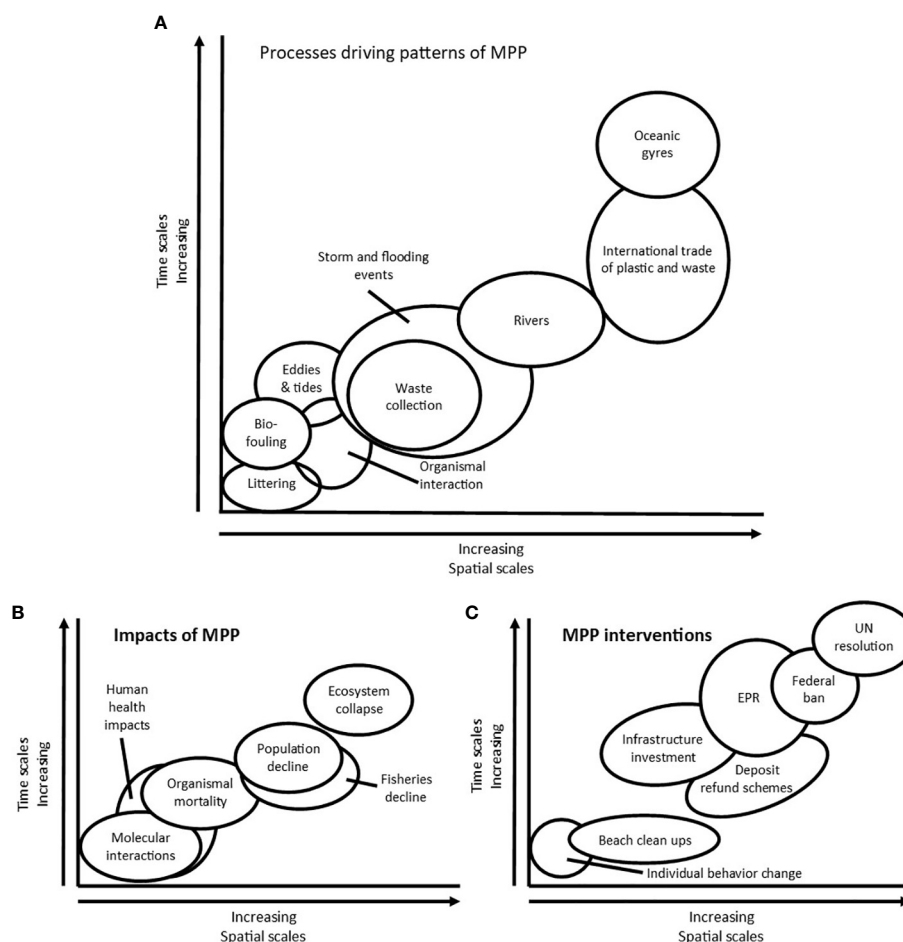 A
Processes driving patterns of MPP
Time scales
Increasing
Oceanic
gyres
International trade
of plastic and waste
Storm and flooding
events
Rivers
Eddies
& tides
Waste
collection
Bio-
fouling
Organismal
interaction
Littering
Increasing
Spatial scales
B
Impacts of MPP
Time scales
Increasing
Human
health
impacts
Ecosystem
collapse
Population
decline
Organismal
mortality
Fisheries
decline
Molecular
interactions
Increasing
Spatial scales
C
MPP interventions
Time scales
Increasing
UN
resolution
Federal
ban
EPR
Infrastructure
investment
Deposit
refund schemes
Beach clean ups
Individual behavior change
Increasing
Spatial scales